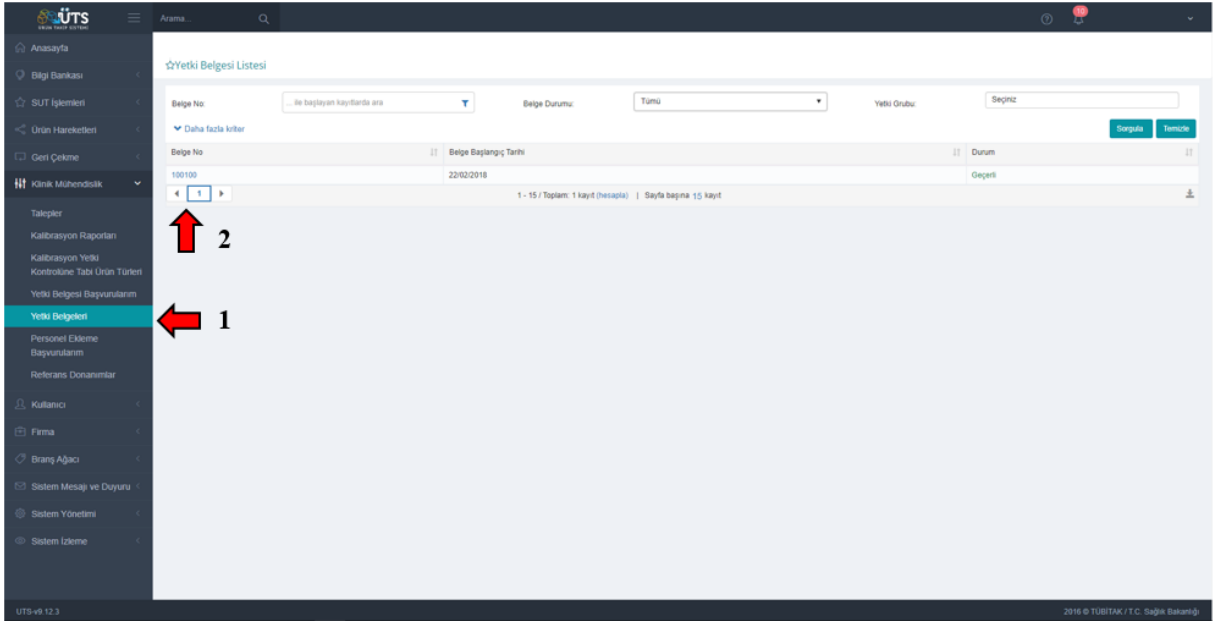 ÜTS
ÜRÜN TAKİP SİSTEMİ
Arama...
10
Anasayfa
Bilgi Bankası
SUT İşlemleri
Ürün Hareketleri
Geri Çekme
Klinik Mühendislik
Talepler
Kalibrasyon Raporları
Kalibrasyon Yetki
Kontrolüne Tabi Ürün Türleri
Yetki Belgesi Başvurularım
Yetki Belgeleri
Personel Ekleme
Başvurularım
Referans Donanımlar
Kullanıcı
Firma
Branş Ağacı
Sistem Mesajı ve Duyuru
Sistem Yönetimi
Sistem İzleme
Yetki Belgesi Listesi
Belge No: ... ile başlayan kayıtlarda ara Belge Durumu: Tümü Yetki Grubu: Seçiniz
Daha fazla kriter Sorgula Temizle
Belge No Belge Başlangıç Tarihi Durum
100100 22/02/2018 Geçerli
1 1 - 15 / Toplam: 1 kayıt (hesapla) | Sayfa başına 15 kayıt
2
1
UTS-v9.12.3 2016 © TÜBİTAK / T.C. Sağlık Bakanlığı